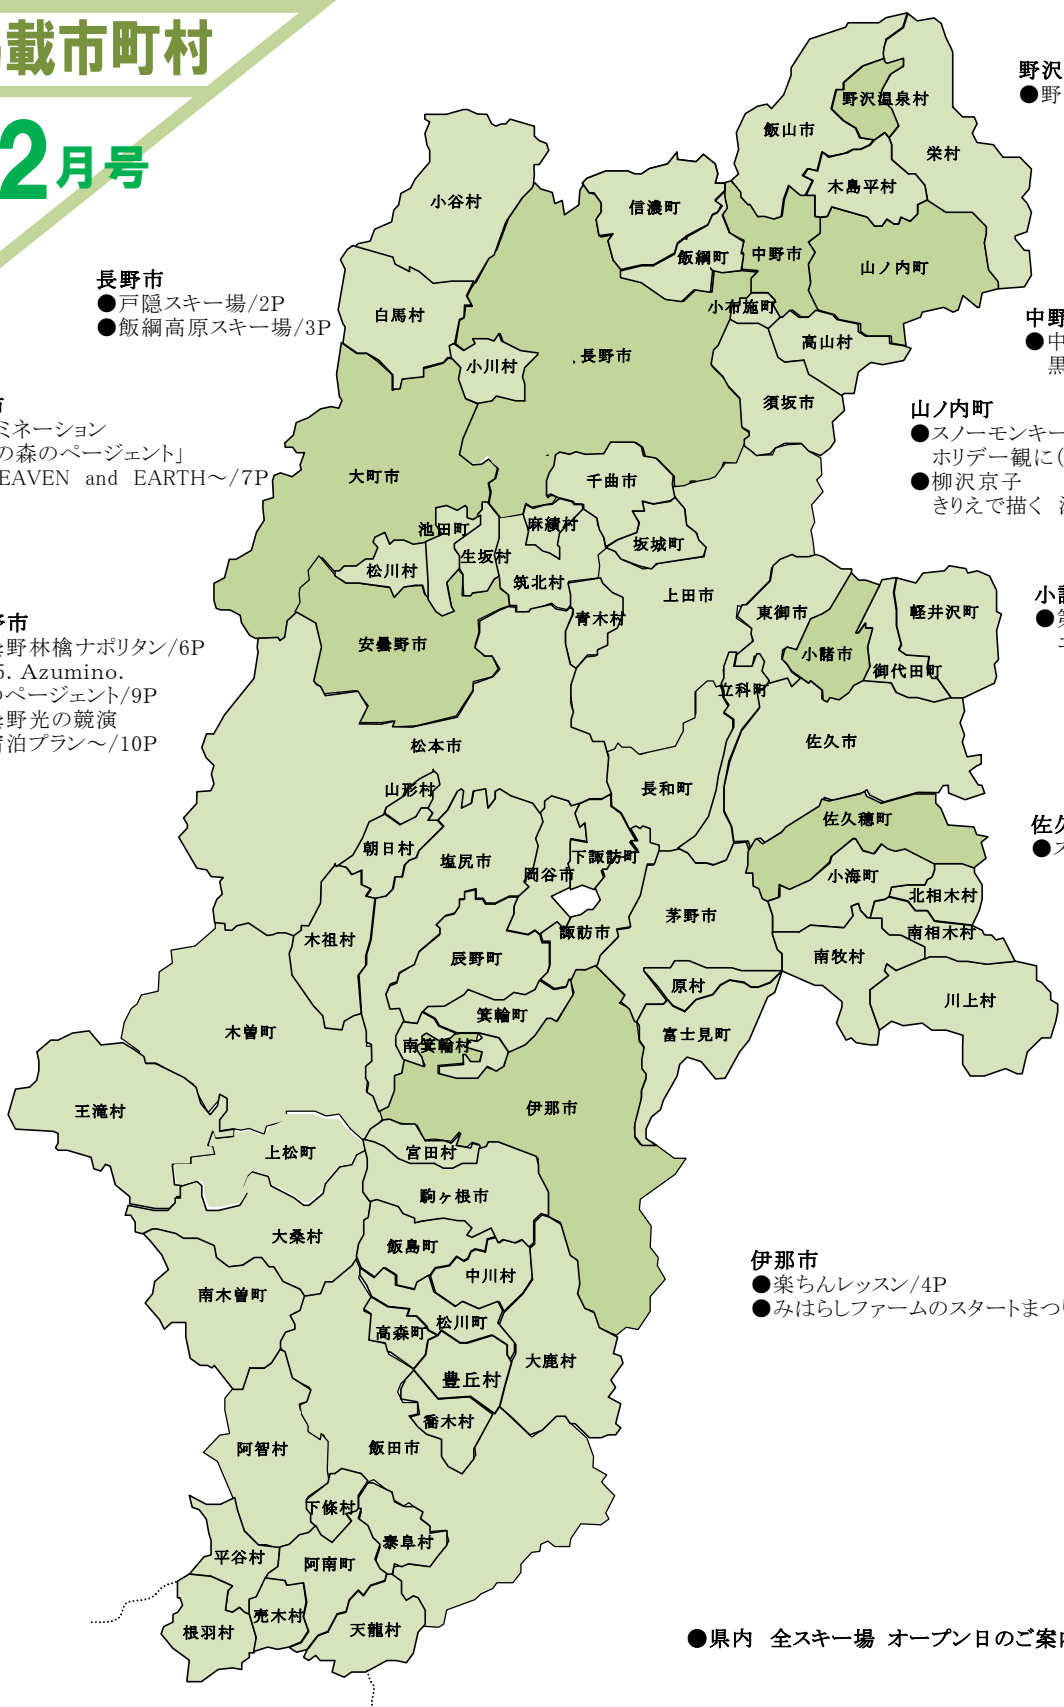 載市町村
2月号
野沢
●野
長野市
●戸隠スキー場/2P
●飯綱高原スキー場/3P
中野
●中
黒
市
ミネーション
の森のページェント」
EAVEN and EARTH～/7P
山ノ内町
●スノーモンキー
ホリデー観に(
●柳沢京子
きりえで描く
野市
野林檎ナポリタン/6P
5. Azumino.
のページェント/9P
野光の競演
宿泊プラン～/10P
小諸
●第
佐久
●ス
伊那市
●楽ちんレッスン/4P
●みはらしファームのスタートまつり
●県内 全スキー場 オープン日のご案内
野沢温泉村
飯山市
栄村
木島平村
小谷村
信濃町
飯綱町
中野市
山ノ内町
小布施町
白馬村
高山村
小川村
長野市
須坂市
大町市
千曲市
池田町
麻績村
坂城町
生坂村
松川村
筑北村
上田市
青木村
東御市
軽井沢町
安曇野市
小諸市
御代田町
立科町
松本市
佐久市
山形村
長和町
佐久穂町
朝日村
塩尻市
下諏訪町
岡谷市
小海町
北相木村
茅野市
木祖村
諏訪市
南相木村
辰野町
南牧村
原村
川上村
箕輪町
木曽町
富士見町
南箕輪村
王滝村
伊那市
上松町
宮田村
駒ヶ根市
大桑村
飯島町
中川村
南木曽町
松川町
高森町
大鹿村
豊丘村
喬木村
飯田市
阿智村
下條村
泰阜村
平谷村
阿南町
売木村
根羽村
天龍村